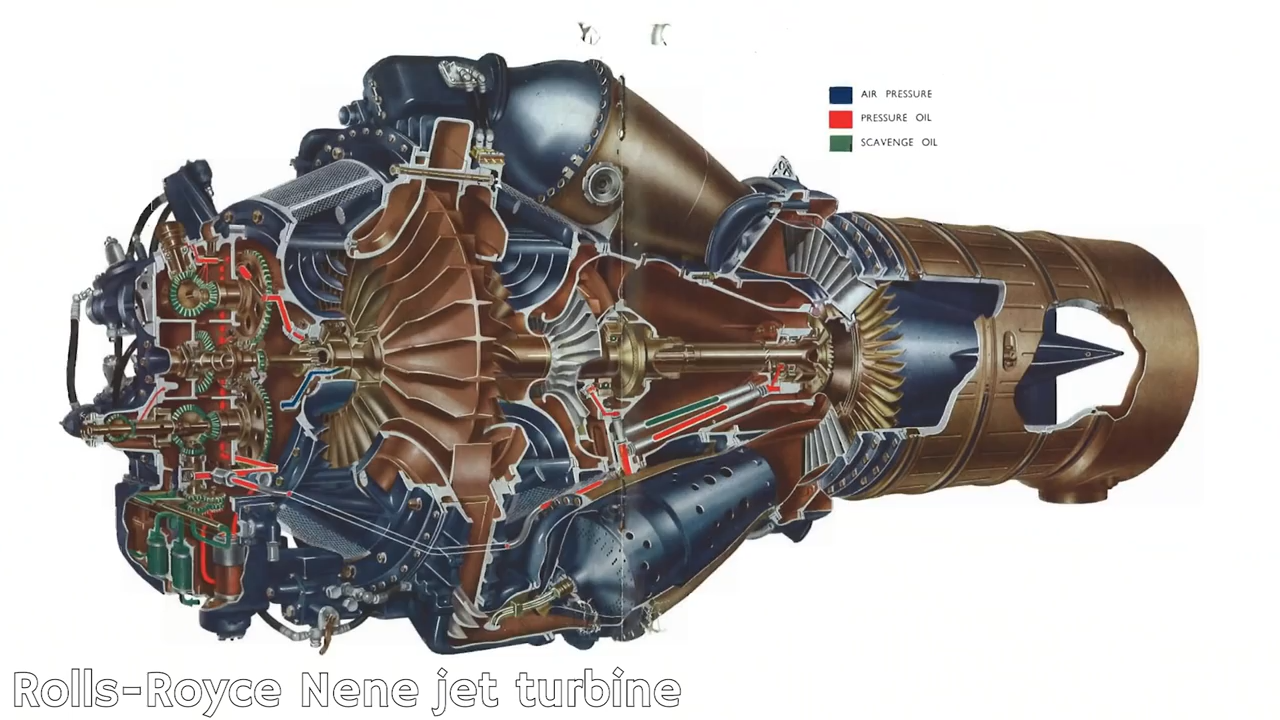 AIR PRESSURE
PRESSURE OIL
SCAVENGE OIL
Rolls-Royce Nene jet turbine